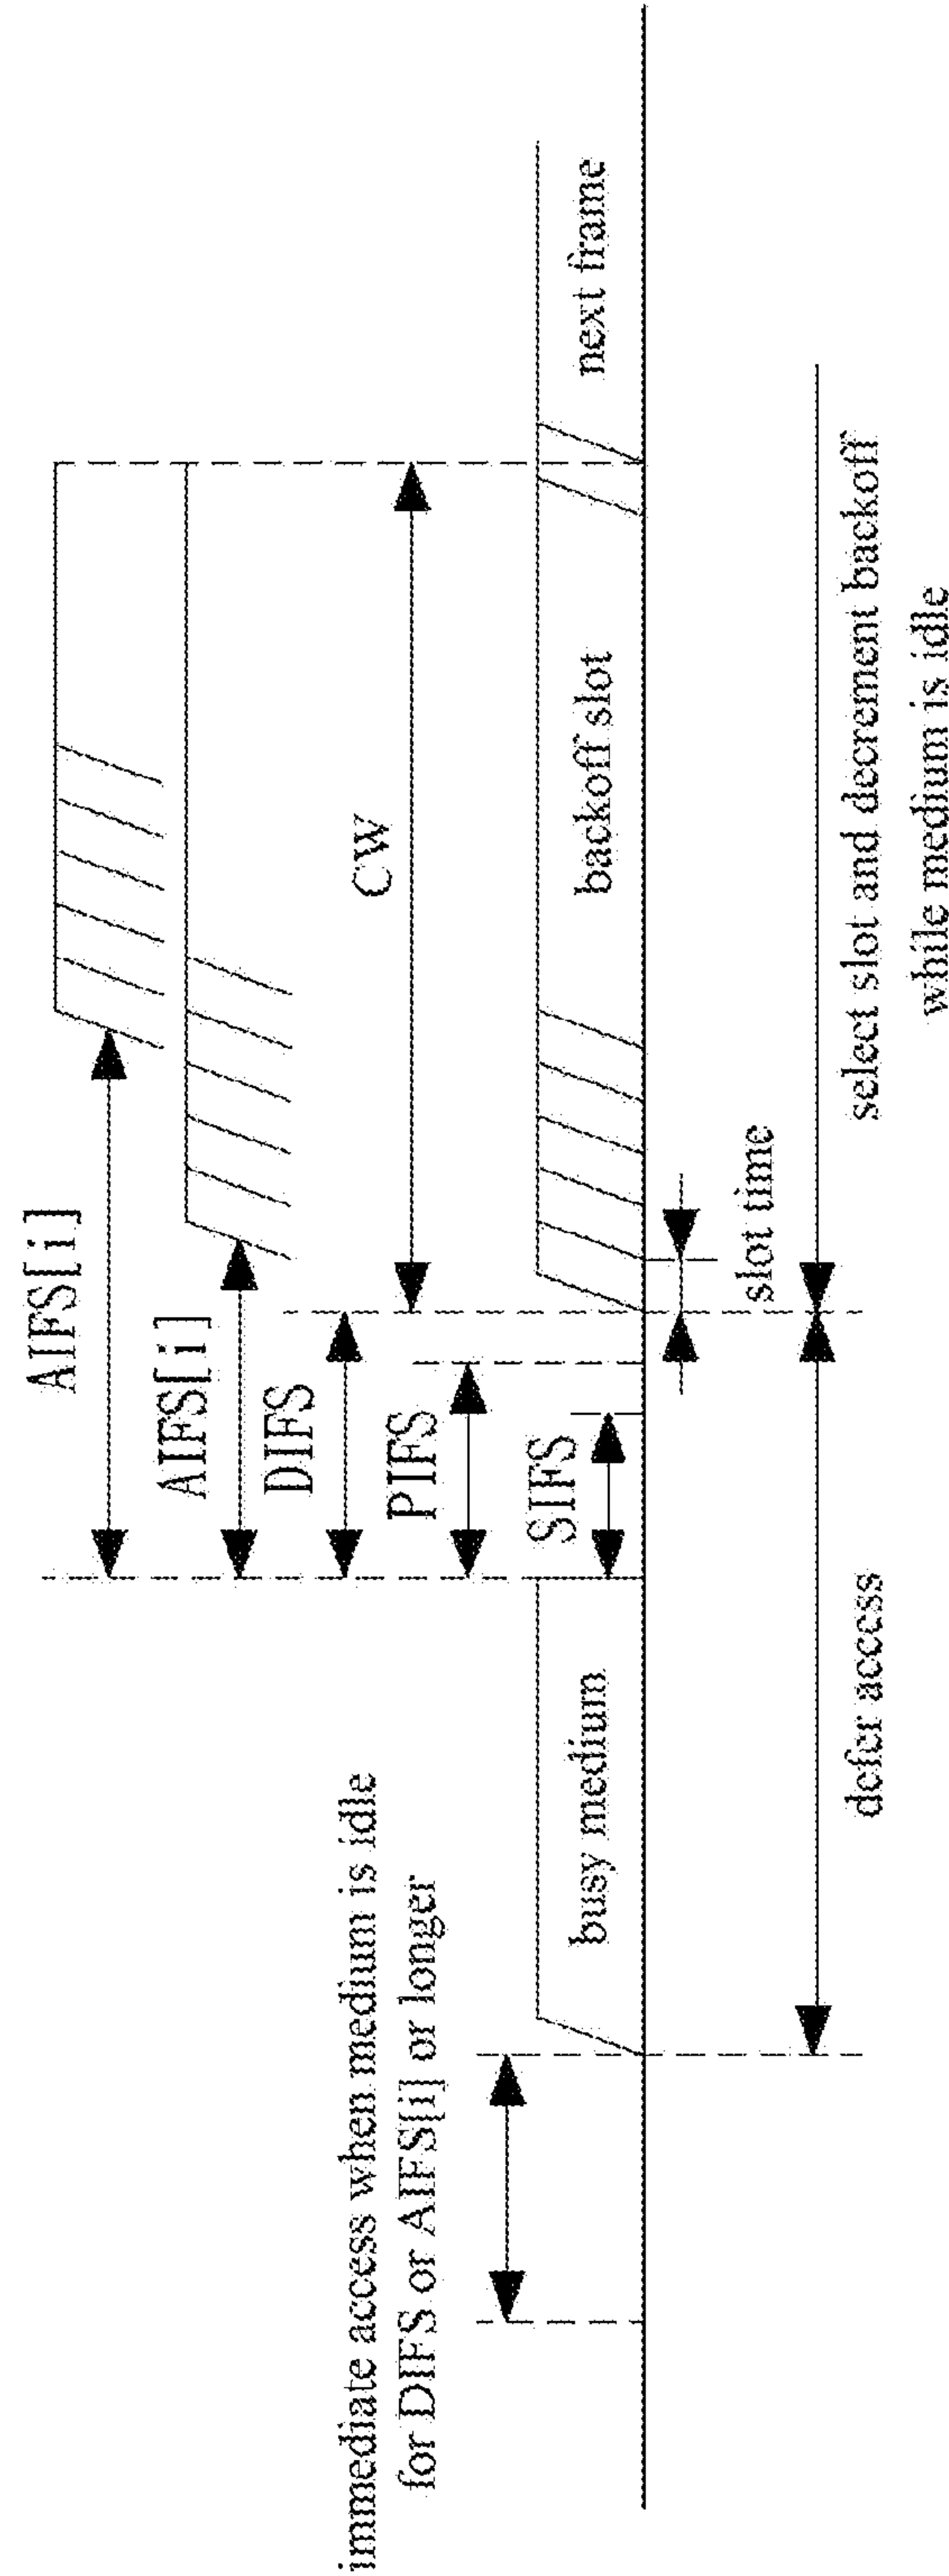 immediate access when medium is idle
for DIFS or AIFS[i] or longer
AIFS[i]
AIFS[i]
DIFS
PIFS
SIFS
CW
busy medium
backoff slot
next frame
slot time
defer access
select slot and decrement backoff
while medium is idle